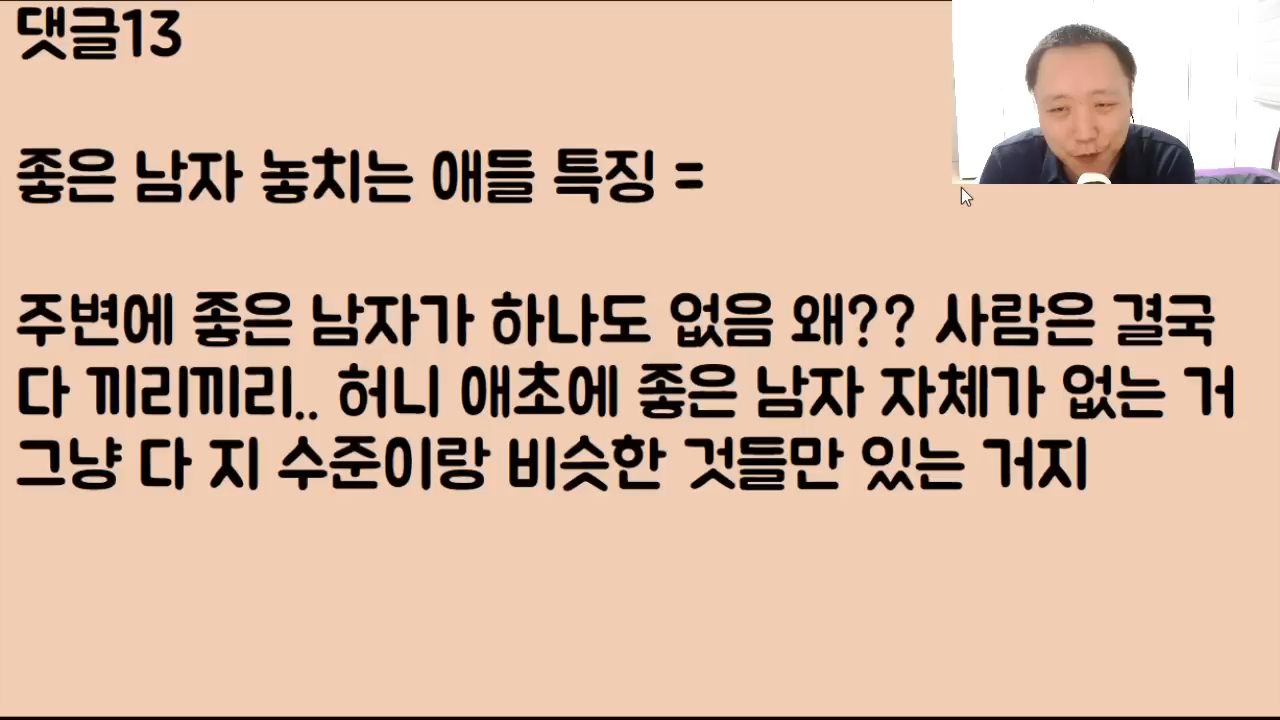 댓글13
좋은 남자 놓치는 애들 특징 =
주변에 좋은 남자가 하나도 없음 왜?? 사람은 결국
다 끼리끼리.. 허니 애초에 좋은 남자 자체가 없는 거
그냥 다 지 수준이랑 비슷한 것들만 있는 거지